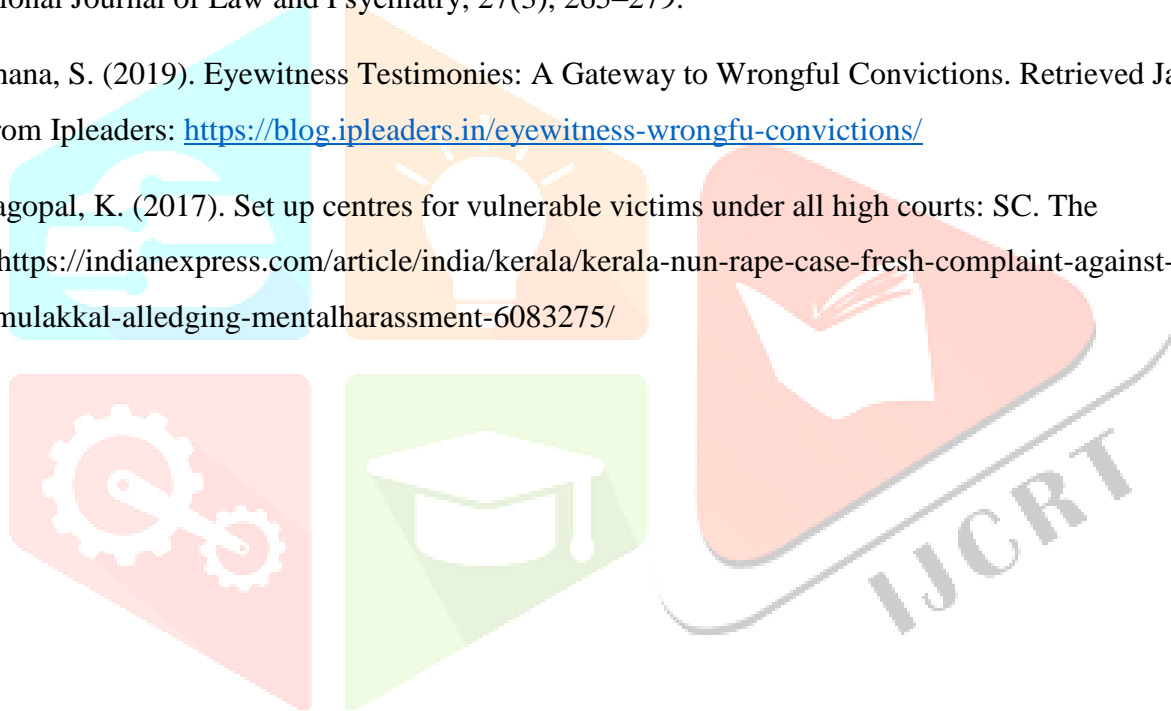 ional Journal of Law and Psychiatry, 27(3), 265–279.
hana, S. (2019). Eyewitness Testimonies: A Gateway to Wrongful Convictions. Retrieved Ja
rom Ipleaders: https://blog.ipleaders.in/eyewitness-wrongfu-convictions/
agopal, K. (2017). Set up centres for vulnerable victims under all high courts: SC. The
https://indianexpress.com/article/india/kerala/kerala-nun-rape-case-fresh-complaint-against-
mulakkal-alledging-mentalharassment-6083275/
IJCRT